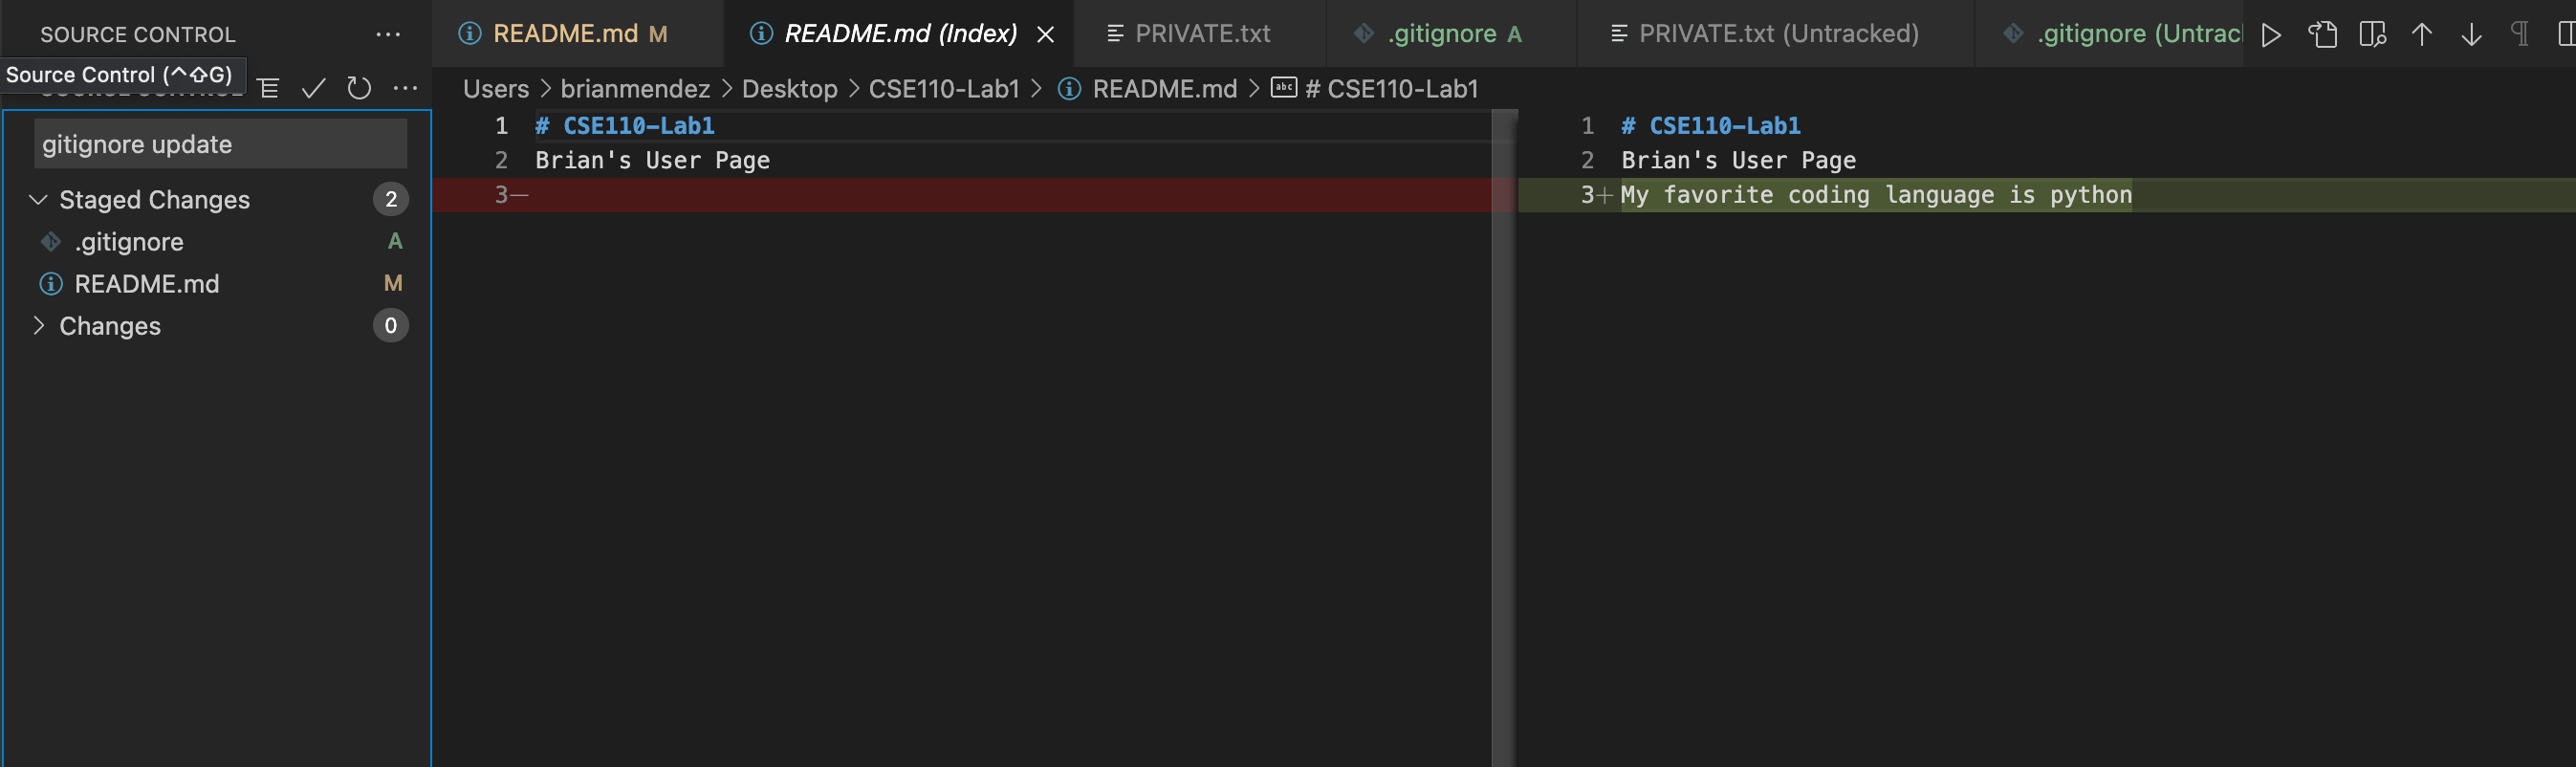 SOURCE CONTROL
README.md M
README.md (Index)
PRIVATE.txt
.gitignore A
PRIVATE.txt (Untracked)
.gitignore (Untrac
Source Control (^⇧G)
Users > brianmendez > Desktop > CSE110-Lab1 > README.md > abc # CSE110-Lab1
gitignore update
Staged Changes 2
.gitignore A
README.md M
Changes 0
1 # CSE110-Lab1
2 Brian's User Page
3—
1 # CSE110-Lab1
2 Brian's User Page
3+ My favorite coding language is python